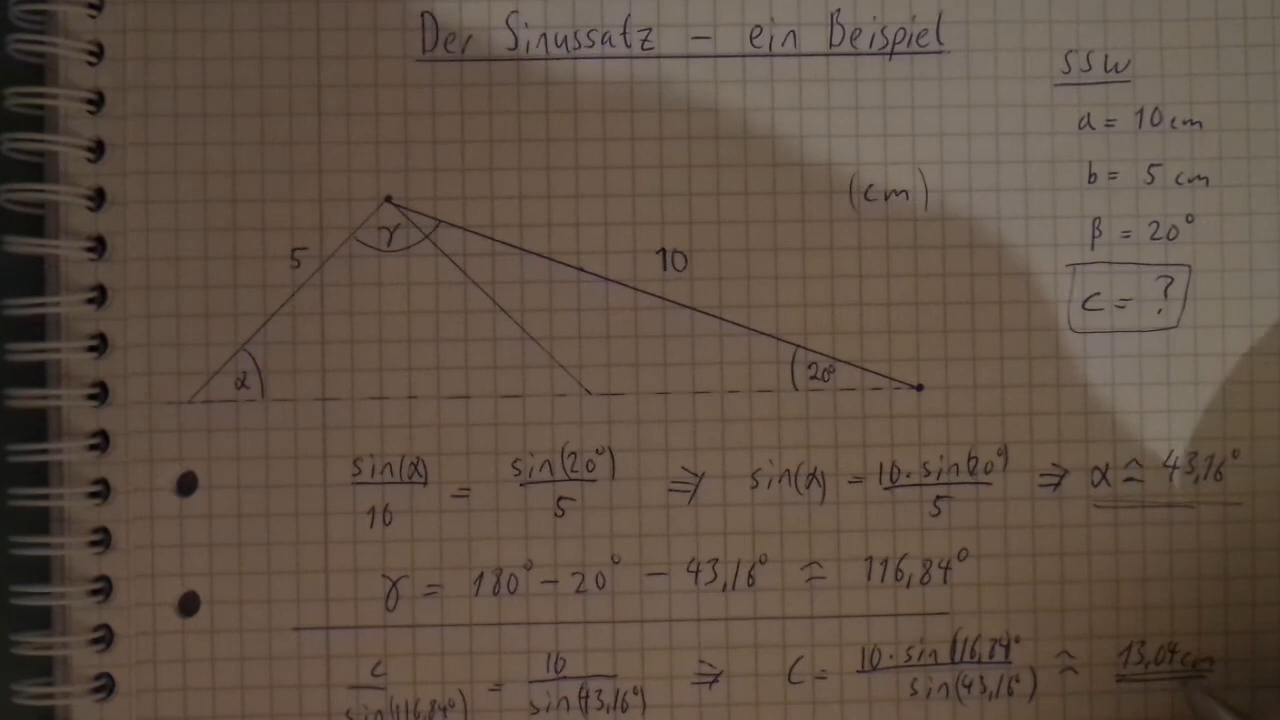 Der Sinussatz – ein Beispiel
SSW
a = 10 cm
b = 5 cm
β = 20°
c = ?
(cm)
5
γ
10
α
20°
sin(α)/10 = sin(20°)/5 ⇒ sin(α) = 10·sin(20°)/5 ⇒ α ≈ 43,16°
γ = 180° − 20° − 43,16° = 116,84°
c/sin(116,84°) = 10/sin(43,16°) ⇒ c = 10·sin(116,84°/sin(43,16°) ≈ 13,04cm